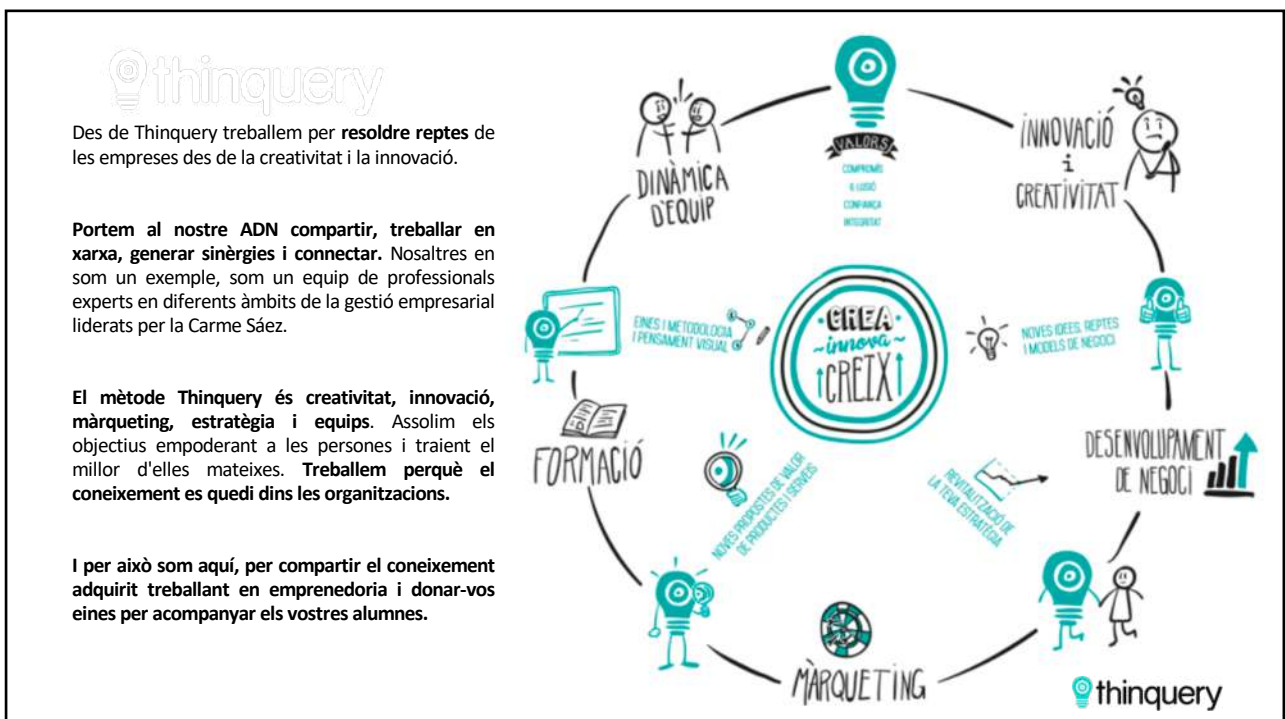 thinquery
Des de Thinquery treballem per resoldre reptes de
les empreses des de la creativitat i la innovació.
Portem al nostre ADN compartir, treballar en
xarxa, generar sinèrgies i connectar. Nosaltres en
som un exemple, som un equip de professionals
experts en diferents àmbits de la gestió empresarial
liderats per la Carme Sáez.
El mètode Thinquery és creativitat, innovació,
màrqueting, estratègia i equips. Assolim els
objectius empoderant a les persones i traient el
millor d'elles mateixes. Treballem perquè el
coneixement es quedi dins les organitzacions.
I per això som aquí, per compartir el coneixement
adquirit treballant en emprenedoria i donar-vos
eines per acompanyar els vostres alumnes.
VALORS
COMPROMÍS
IL·LUSIÓ
CONFIANÇA
INTEGRITAT
DINÀMICA
D'EQUIP
INNOVACIÓ
i
CREATIVITAT
EINES I METODOLOGIA
I PENSAMENT VISUAL
CREA
innova
CREIX
NOVES IDEES, REPTES
I MODELS DE NEGOCI
FORMACIÓ
DESENVOLUPAMENT
DE NEGOCI
NOVES PROPOSTES DE VALOR
DE PRODUCTES I SERVEIS
REVITALITZACIÓ DE
LA TEVA ESTRATÈGIA
MÀRQUETING
thinquery